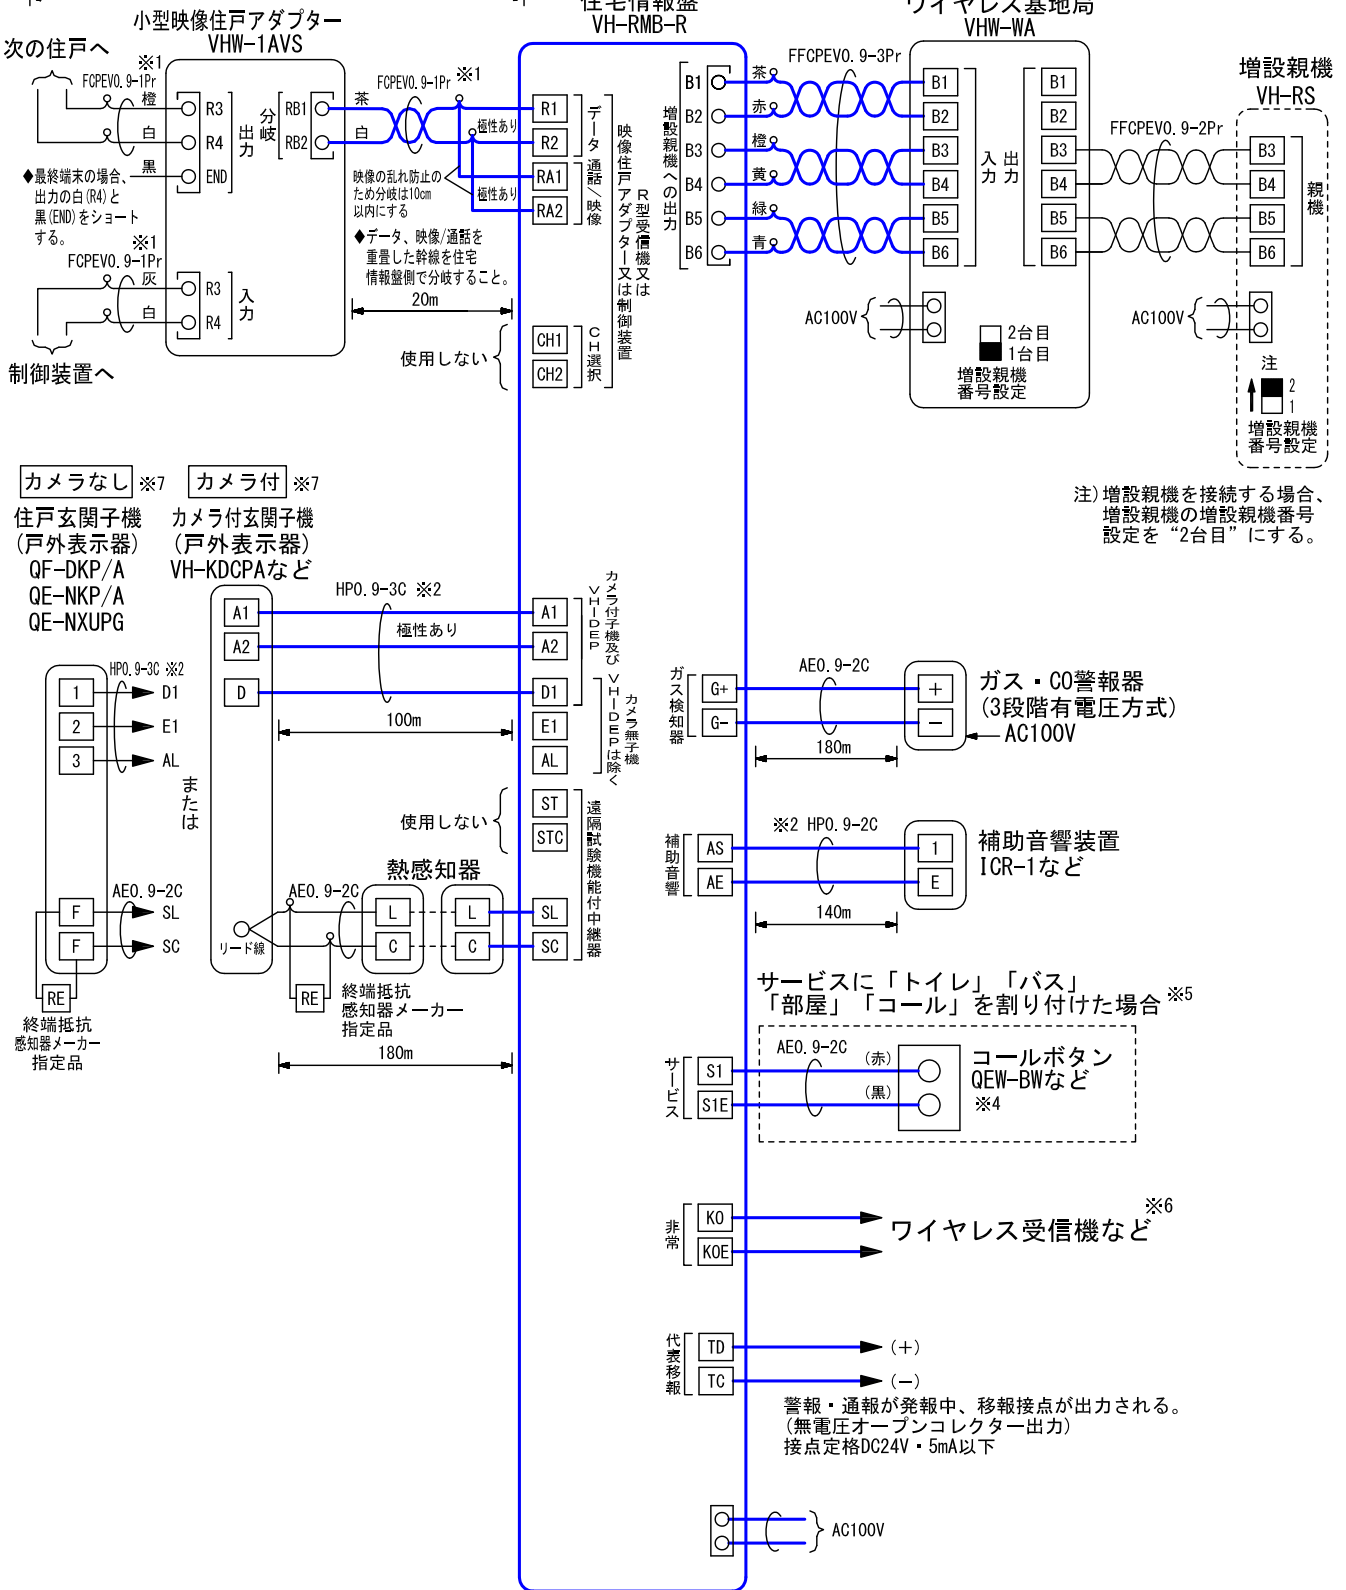 小型映像住戸アダプター
VHW-1AVS
住宅情報盤
VH-RMB-R
ワイヤレス基地局
VHW-WA
増設親機
VH-RS
次の住戸へ
※1
FCPEV0.9-1Pr
橙
白
黒
R3
R4
END
出力
分岐
RB1
RB2
◆最終端末の場合、
出力の白(R4)と
黒(END)をショート
する。
※1
FCPEV0.9-1Pr
灰
白
R3
R4
入力
制御装置へ
FCPEV0.9-1Pr ※1
茶
白
極性あり
極性あり
映像の乱れ防止の
ため分岐は10cm
以内にする
◆データ、映像/通話を
重畳した幹線を住宅
情報盤側で分岐すること。
20m
使用しない
R1
R2
RA1
RA2
CH1
CH2
データ
通話/映像
CH選択
R型受信機又は
映像住戸アダプター又は制御装置
増設親機への出力
B1
B2
B3
B4
B5
B6
FFCPEV0.9-3Pr
茶
赤
橙
黄
緑
青
B1
B2
B3
B4
B5
B6
入力
出力
B1
B2
B3
B4
B5
B6
AC100V
2台目
1台目
増設親機
番号設定
FFCPEV0.9-2Pr
B3
B4
B5
B6
親機
AC100V
注
2
1
増設親機
番号設定
注)増設親機を接続する場合、
増設親機の増設親機番号
設定を“2台目”にする。
カメラなし ※7
住戸玄関子機
(戸外表示器)
QF-DKP/A
QE-NKP/A
QE-NXUPG
カメラ付 ※7
カメラ付玄関子機
(戸外表示器)
VH-KDCPAなど
HP0.9-3C ※2
1
2
3
D1
E1
AL
または
AE0.9-2C
F
F
SL
SC
RE
終端抵抗
感知器メーカー
指定品
A1
A2
D
HP0.9-3C ※2
極性あり
100m
A1
A2
D1
E1
AL
カメラ付子機及び
VHIDEP
カメラ無子機
VHIDEPは除く
使用しない
ST
STC
SL
SC
遠隔試験機能付中継器
熱感知器
AE0.9-2C
リード線
L
C
L
C
RE
終端抵抗
感知器メーカー
指定品
180m
ガス検知器
G+
G-
AE0.9-2C
+
−
180m
ガス・CO警報器
(3段階有電圧方式)
AC100V
補助音響
AS
AE
※2 HP0.9-2C
1
E
140m
補助音響装置
ICR-1など
サービスに「トイレ」「バス」
「部屋」「コール」を割り付けた場合 ※5
サービス
S1
S1E
AE0.9-2C
(赤)
(黒)
コールボタン
QEW-BWなど
※4
非常
KO
KOE
ワイヤレス受信機など ※6
代表移報
TD
TC
(+)
(−)
警報・通報が発報中、移報接点が出力される。
(無電圧オープンコレクター出力)
接点定格DC24V・5mA以下
AC100V